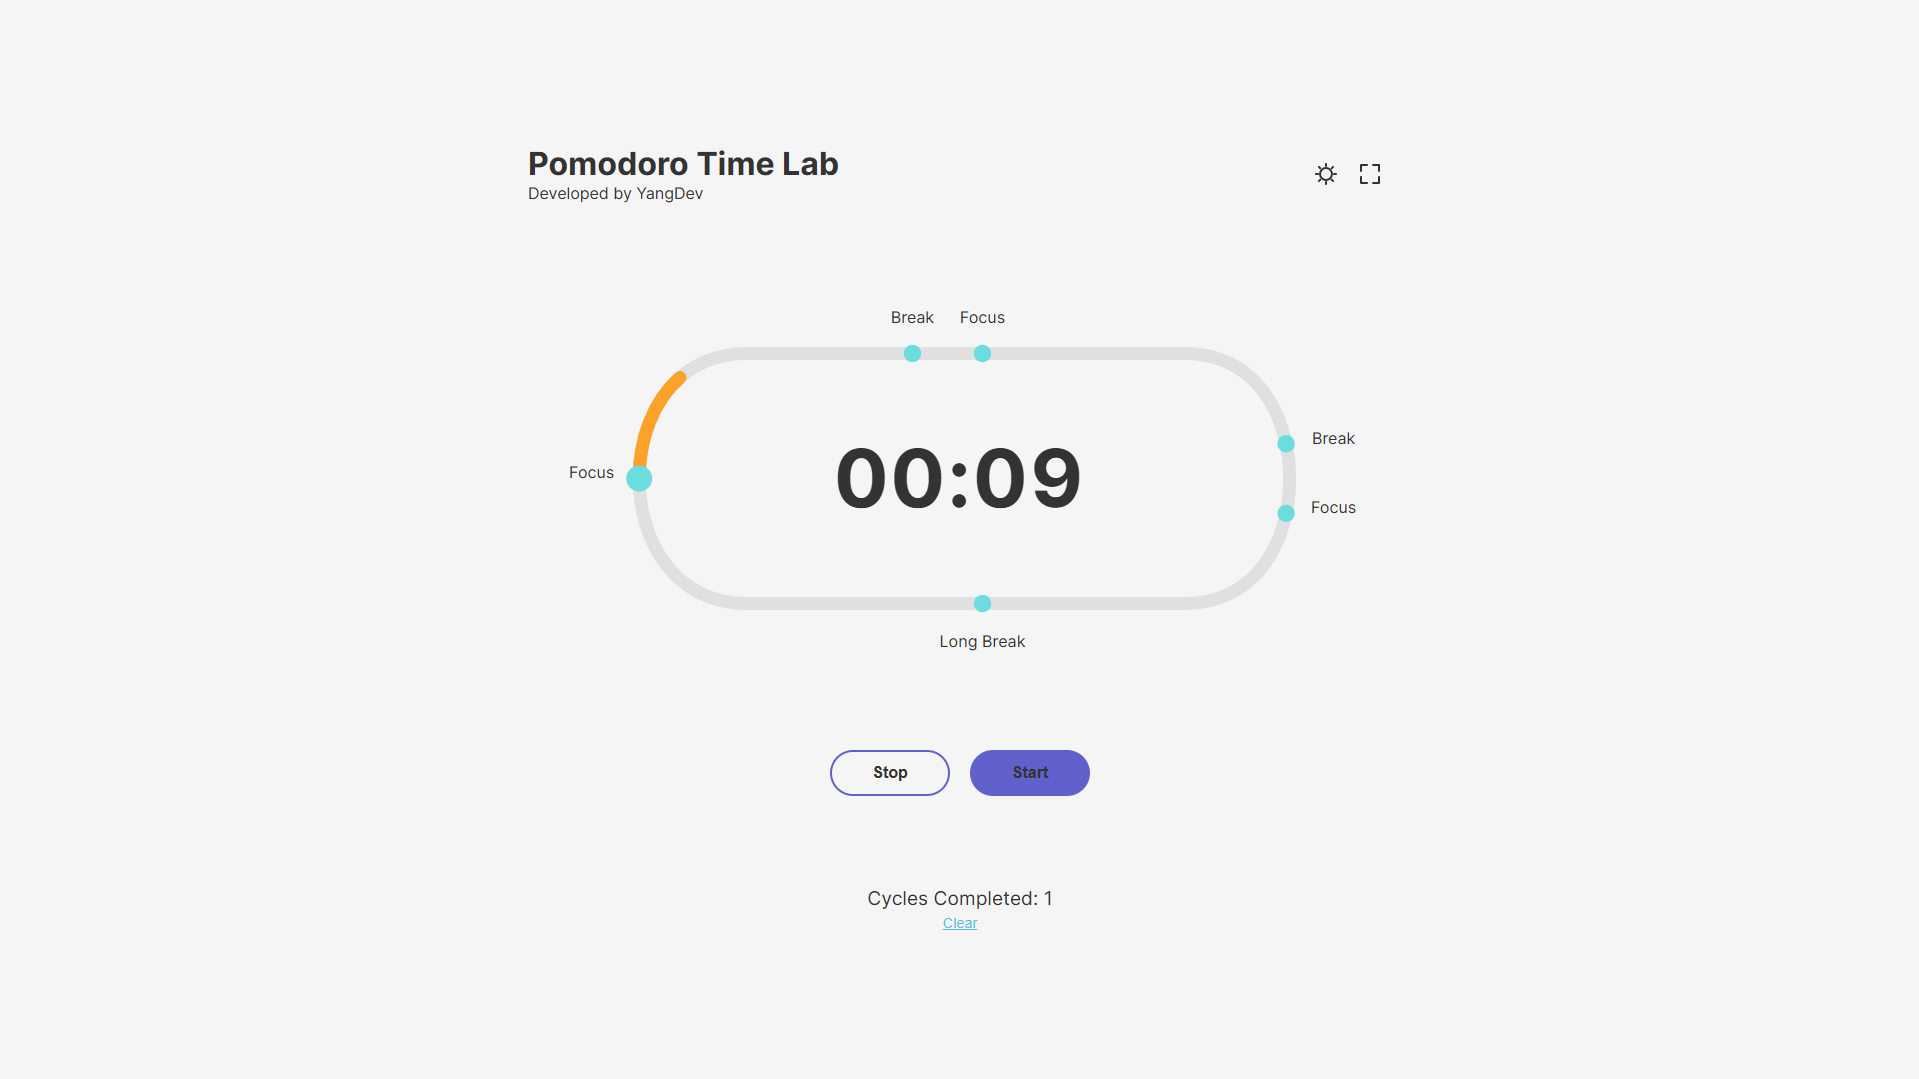 Pomodoro Time Lab
Developed by YangDev
Break Focus
Break
Focus
00:09
Focus
Long Break
Stop Start
Cycles Completed: 1
Clear